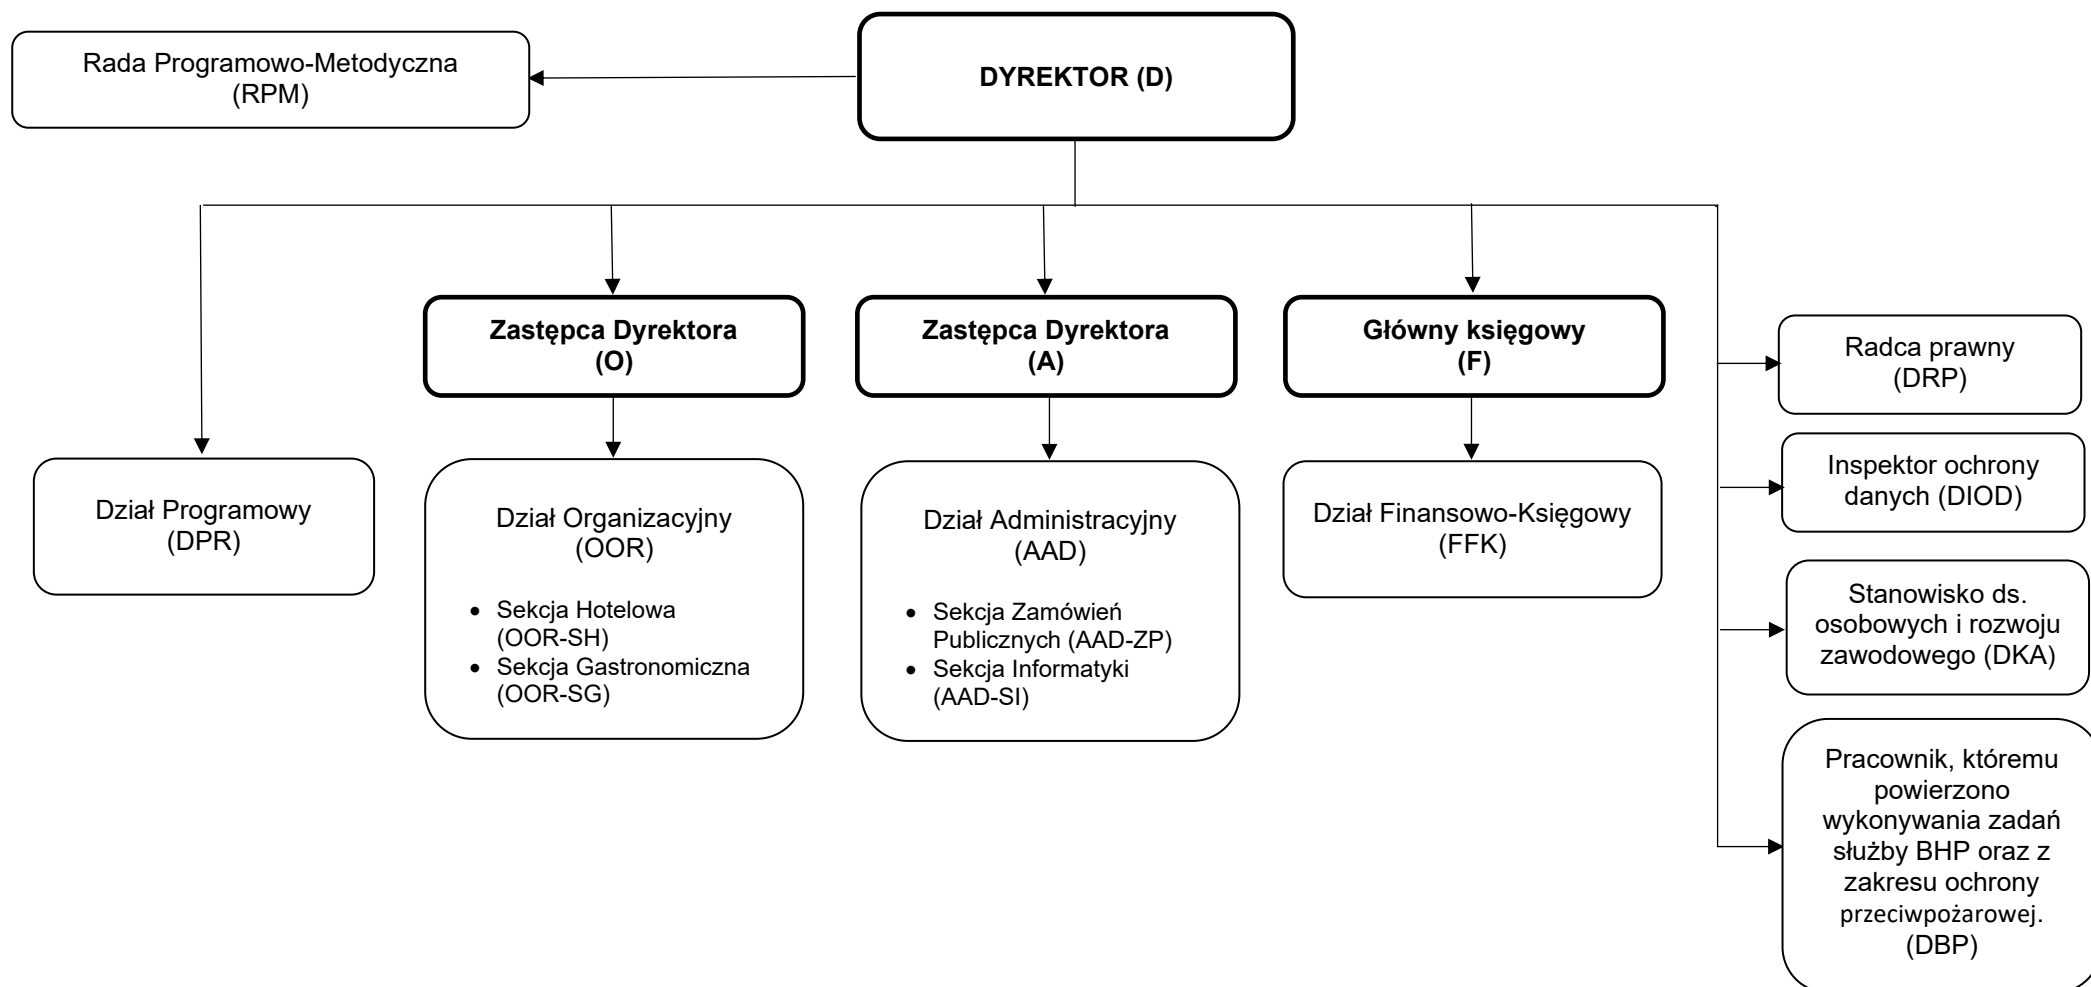 Rada Programowo-Metodyczna
(RPM)
DYREKTOR (D)
Zastępca Dyrektora
(O)
Zastępca Dyrektora
(A)
Główny księgowy
(F)
Radca prawny
(DRP)
Inspektor ochrony
danych (DIOD)
Stanowisko ds.
osobowych i rozwoju
zawodowego (DKA)
Pracownik, któremu
powierzono
wykonywania zadań
służby BHP oraz z
zakresu ochrony
przeciwpożarowej.
(DBP)
Dział Programowy
(DPR)
Dział Organizacyjny
(OOR)
• Sekcja Hotelowa
(OOR-SH)
• Sekcja Gastronomiczna
(OOR-SG)
Dział Administracyjny
(AAD)
• Sekcja Zamówień
Publicznych (AAD-ZP)
• Sekcja Informatyki
(AAD-SI)
Dział Finansowo-Księgowy
(FFK)